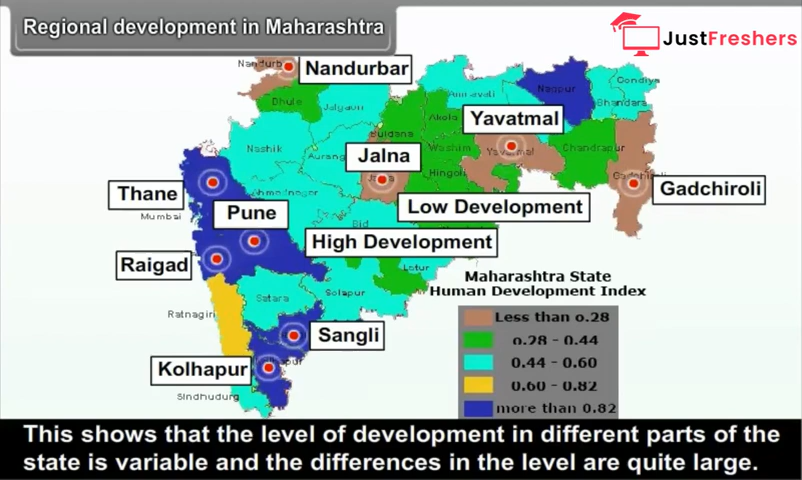 Regional development in Maharashtra
JustFreshers
Nandurbar
Gondiya
Dhule
Jalgaon
Amravati
Nagpur
Bhandara
Akola
Yavatmal
Buldana
Nashik
Jalna
Washim
Yavatmal
Chandrapur
Aurang
Hingoli
Jalna
Gadchiroli
Gadchiroli
Thane
Ahmednagar
Mumbai
Pune
Low Development
Bid
High Development
Raigad
Latur
Maharashtra State
Human Development Index
Satara
Solapur
Ratnagiri
Less than 0.28
Sangli
0.28 - 0.44
0.44 - 0.60
Kolhapur
0.60 - 0.82
Sindhudurg
more than 0.82
This shows that the level of development in different parts of the
state is variable and the differences in the level are quite large.